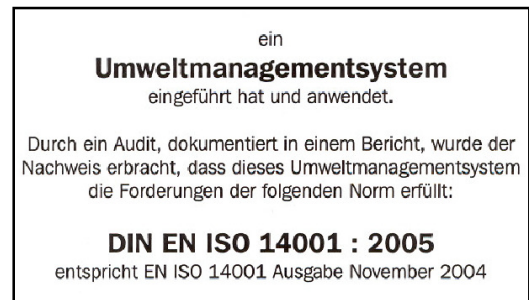 ein
Umweltmanagementsystem
eingeführt hat und anwendet.
Durch ein Audit, dokumentiert in einem Bericht, wurde der
Nachweis erbracht, dass dieses Umweltmanagementsystem
die Forderungen der folgenden Norm erfüllt:
DIN EN ISO 14001 : 2005
entspricht EN ISO 14001 Ausgabe November 2004